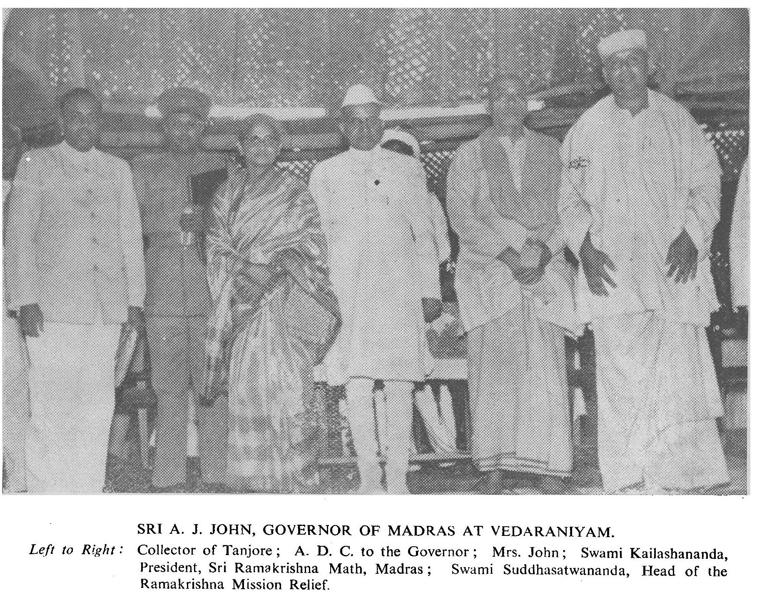 SRI A. J. JOHN, GOVERNOR OF MADRAS AT VEDARANIYAM.
Left to Right: Collector of Tanjore; A. D. C. to the Governor; Mrs. John; Swami Kailashananda,
President, Sri Ramakrishna Math, Madras; Swami Suddhasatwananda, Head of the
Ramakrishna Mission Relief.